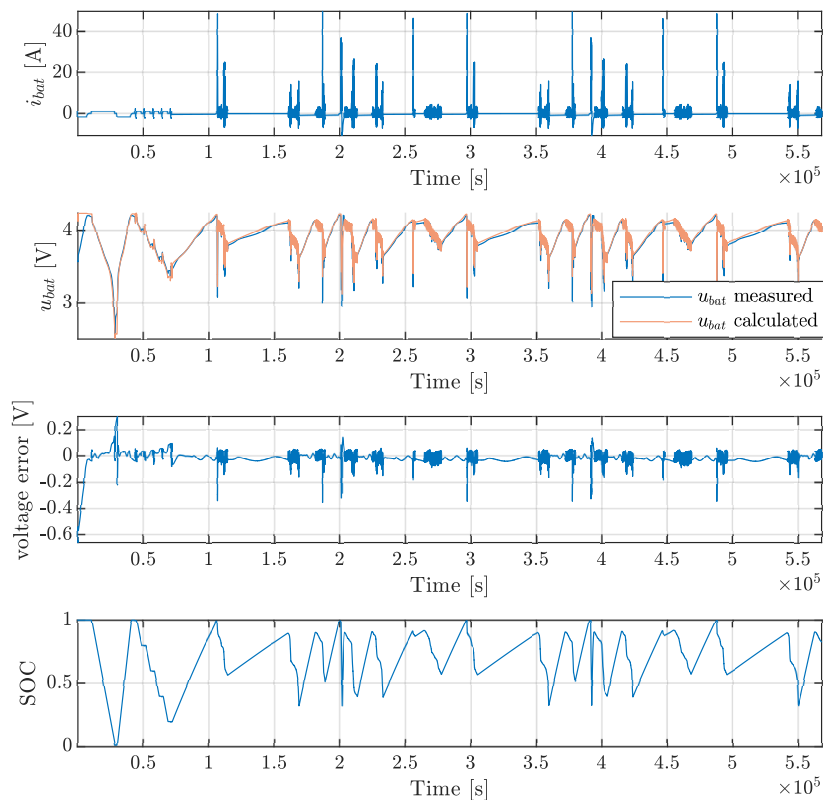 40
20
0
i_bat [A]
0.5 1 1.5 2 2.5 3 3.5 4 4.5 5 5.5
Time [s]
×10^5
4
3
u_bat [V]
u_bat measured
u_bat calculated
0.5 1 1.5 2 2.5 3 3.5 4 4.5 5 5.5
Time [s]
×10^5
0.2
0
-0.2
-0.4
-0.6
voltage error [V]
0.5 1 1.5 2 2.5 3 3.5 4 4.5 5 5.5
Time [s]
×10^5
1
0.5
0
SOC
0.5 1 1.5 2 2.5 3 3.5 4 4.5 5 5.5
Time [s]
×10^5